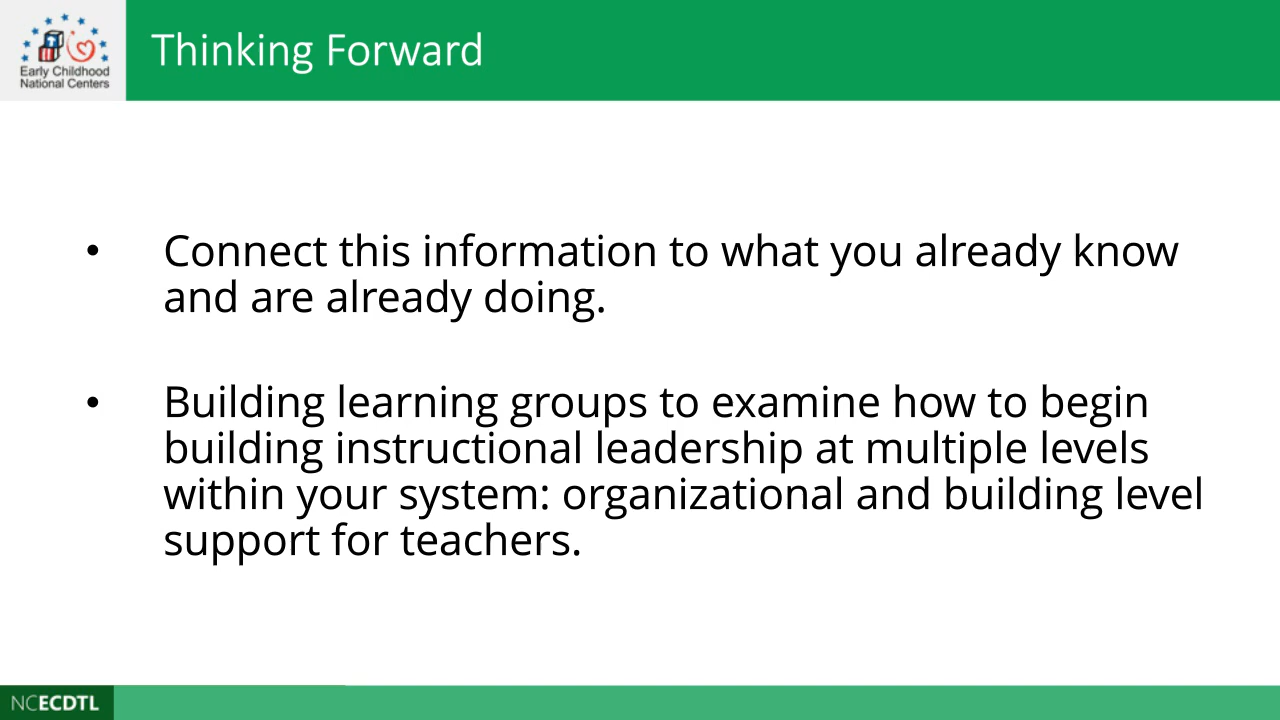 Early Childhood
National Centers
Thinking Forward
• Connect this information to what you already know
and are already doing.
• Building learning groups to examine how to begin
building instructional leadership at multiple levels
within your system: organizational and building level
support for teachers.
NCECDTL